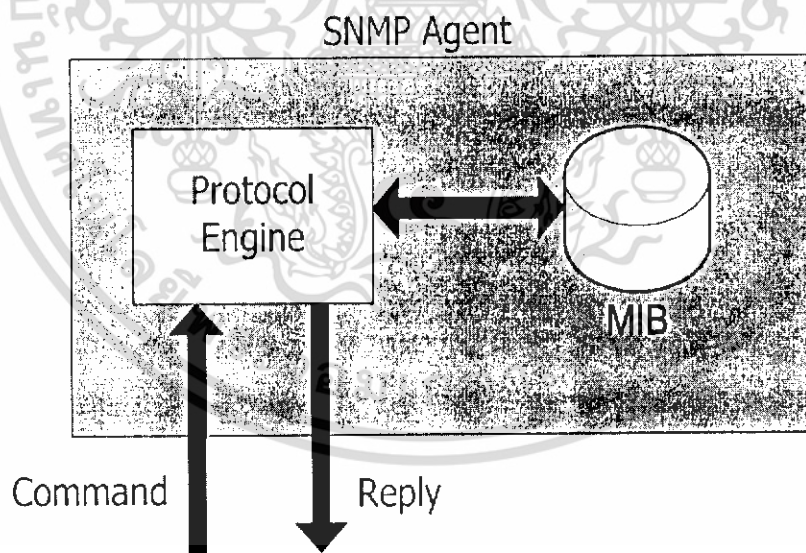 SNMP Agent
Protocol
Engine
MIB
Command
Reply